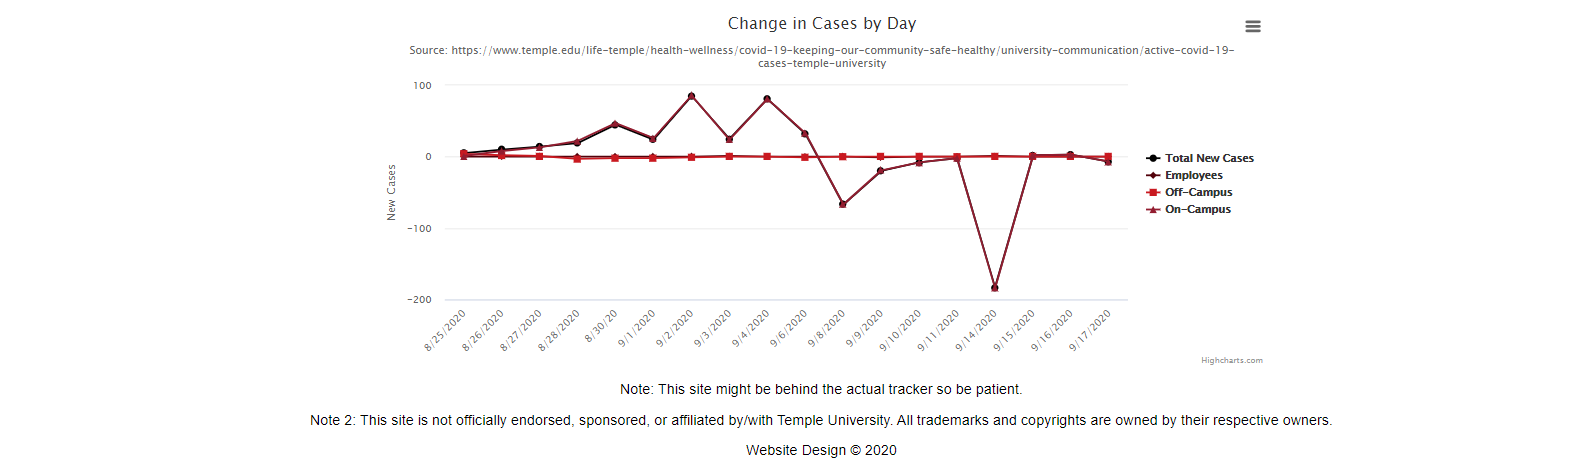 Change in Cases by Day
Source: https://www.temple.edu/life-temple/health-wellness/covid-19-keeping-our-community-safe-healthy/university-communication/active-covid-19-
cases-temple-university
100
0
-100
-200
New Cases
8/25/2020
8/26/2020
8/27/2020
8/28/2020
8/30/20
9/1/2020
9/2/2020
9/3/2020
9/4/2020
9/6/2020
9/8/2020
9/9/2020
9/10/2020
9/11/2020
9/14/2020
9/15/2020
9/16/2020
9/17/2020
Total New Cases
Employees
Off-Campus
On-Campus
Highcharts.com
Note: This site might be behind the actual tracker so be patient.
Note 2: This site is not officially endorsed, sponsored, or affiliated by/with Temple University. All trademarks and copyrights are owned by their respective owners.
Website Design © 2020